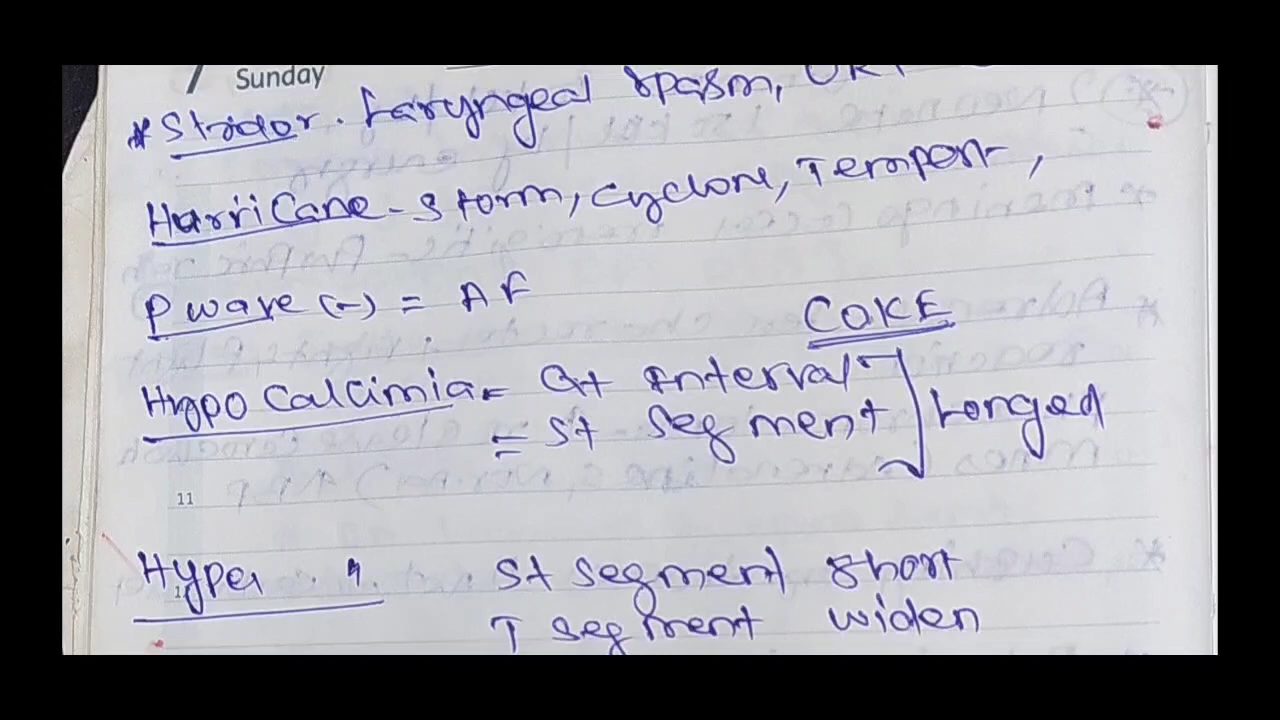 7 Sunday
* Stridor. Laryngeal spasm,
Hurricane - Storm, Cyclone, Tempest,
P wave (-) = AF
COKE
Hypo Calcimia = Qt Interval
= St Segment ] Longed
11
Hyper St segment Short
T segment widen